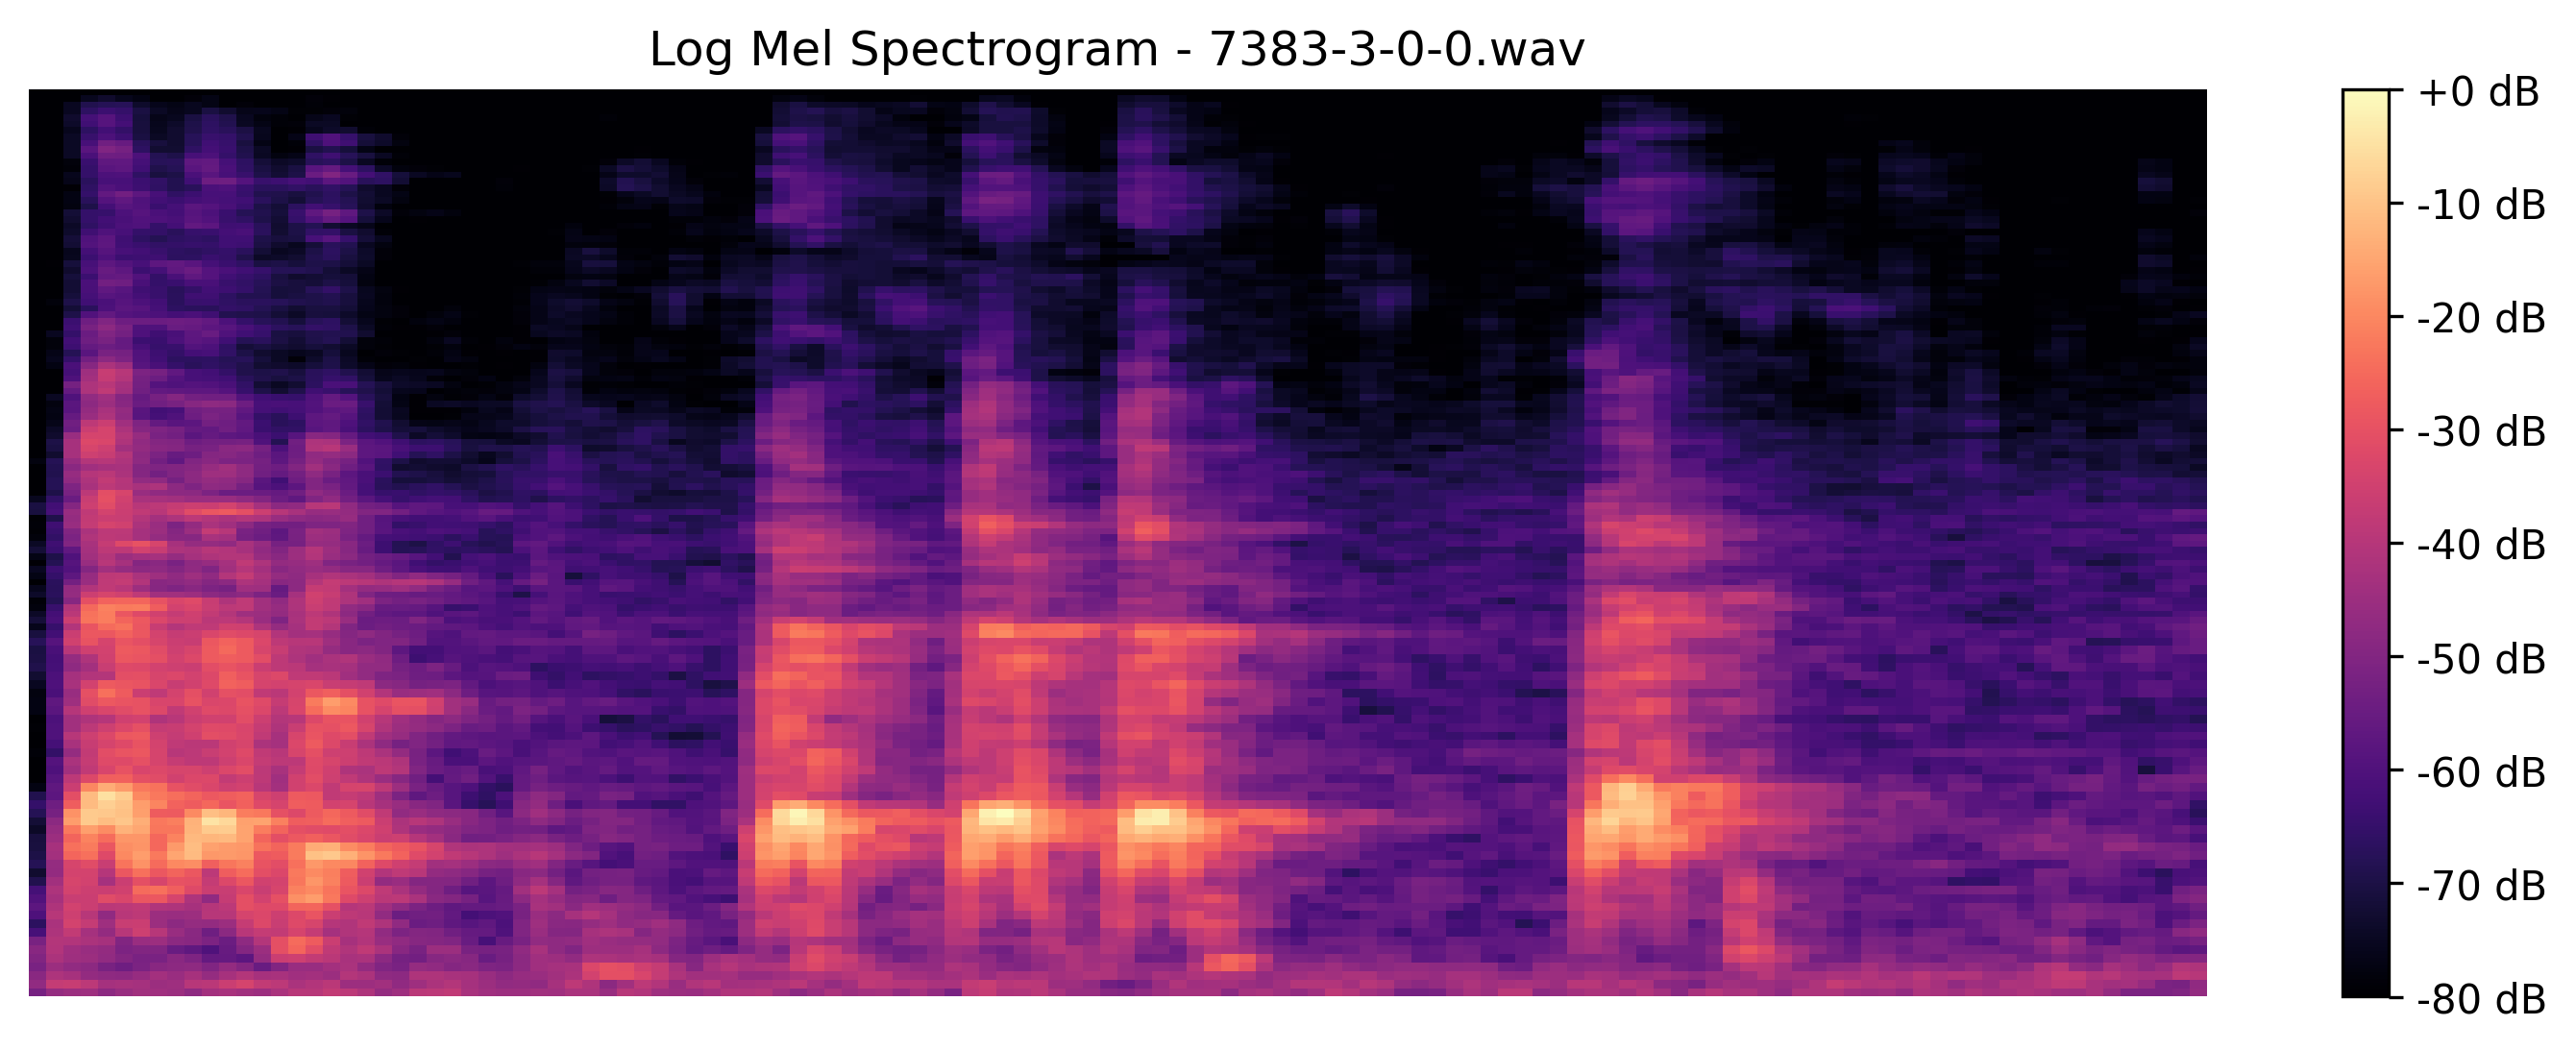 Log Mel Spectrogram - 7383-3-0-0.wav
+0 dB
-10 dB
-20 dB
-30 dB
-40 dB
-50 dB
-60 dB
-70 dB
-80 dB